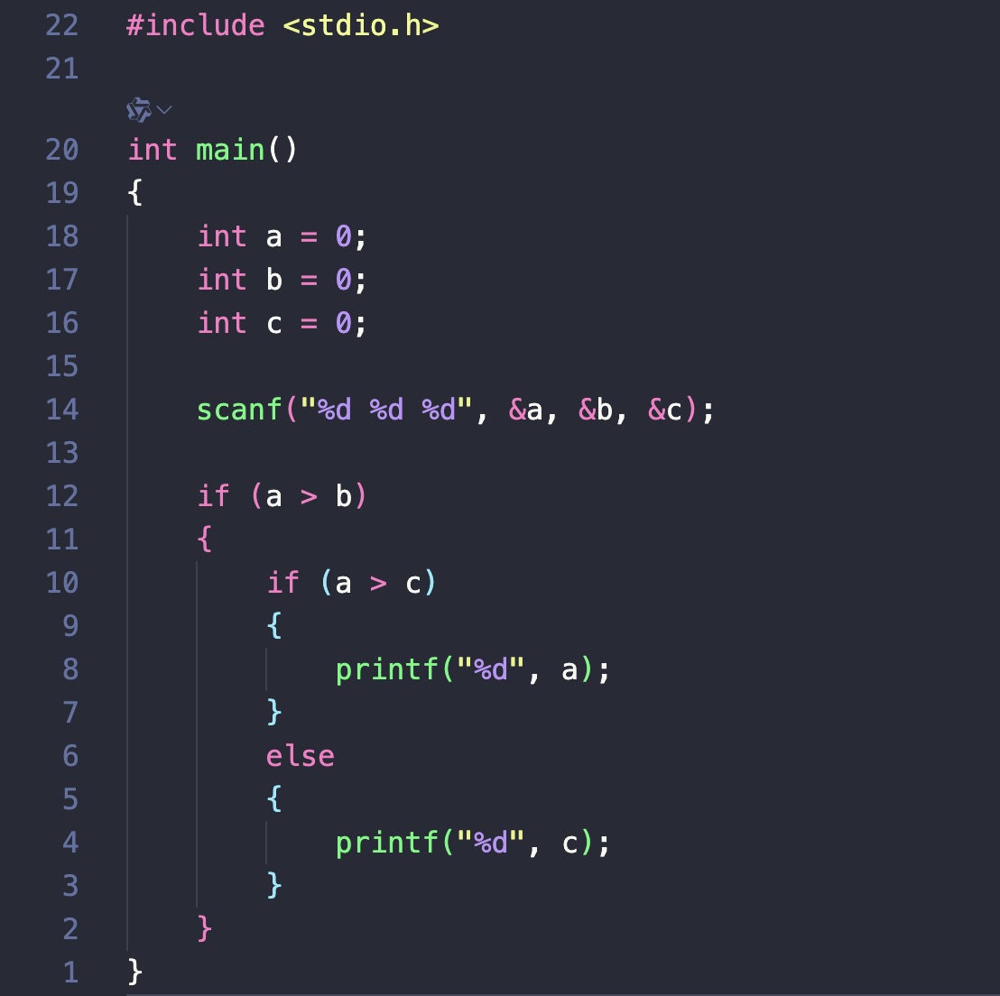 22 #include <stdio.h>
21
20 int main()
19 {
18     int a = 0;
17     int b = 0;
16     int c = 0;
15
14     scanf("%d %d %d", &a, &b, &c);
13
12     if (a > b)
11     {
10         if (a > c)
9         {
8             printf("%d", a);
7         }
6         else
5         {
4             printf("%d", c);
3         }
2     }
1 }